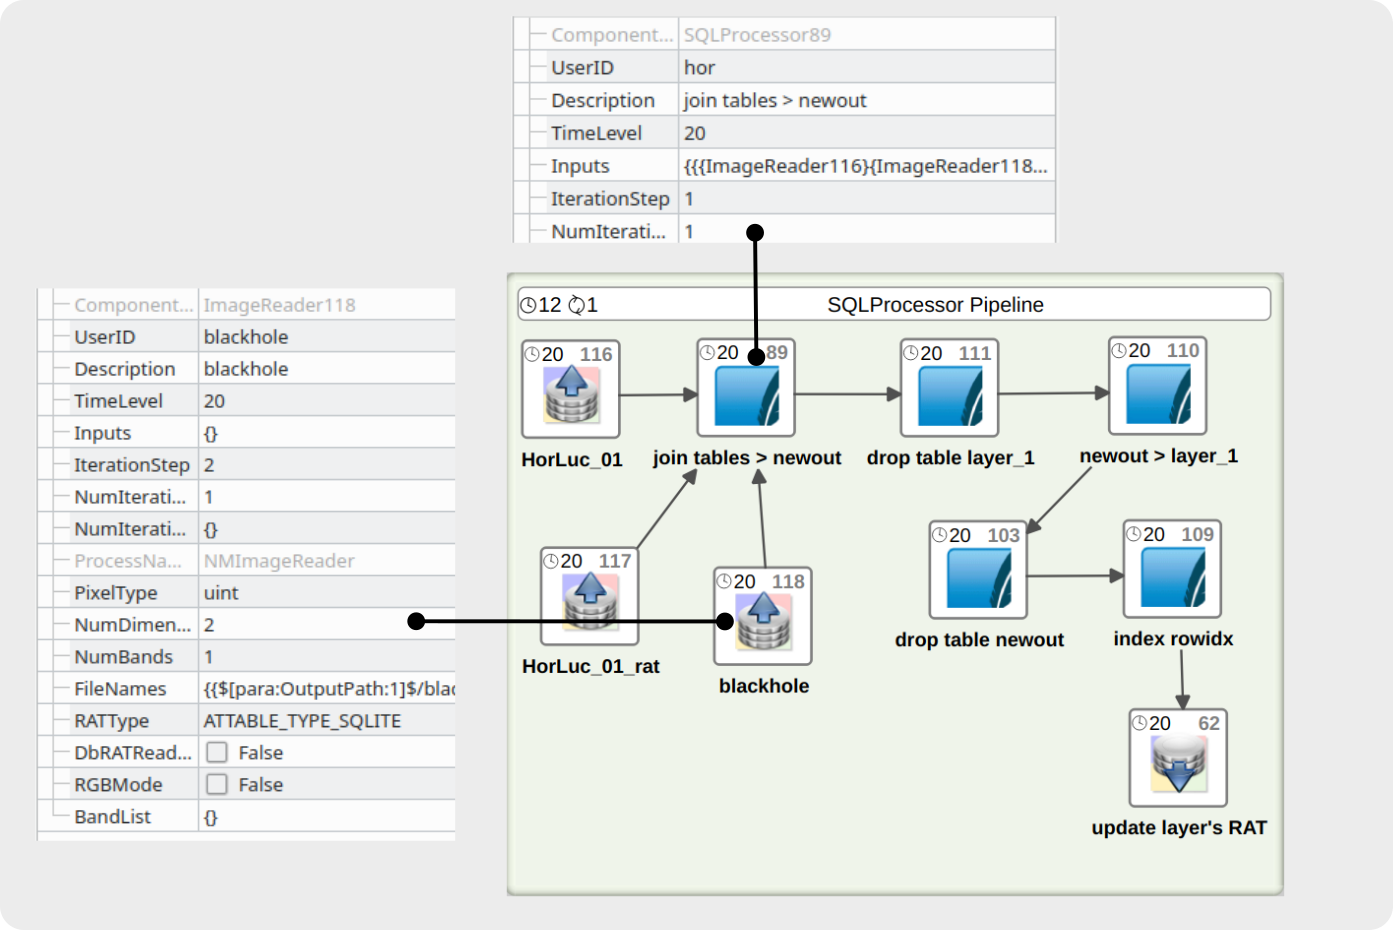 Component... SQLProcessor89
UserID hor
Description join tables > newout
TimeLevel 20
Inputs {{{ImageReader116}{ImageReader118...
IterationStep 1
NumIterati... 1
Component... ImageReader118
UserID blackhole
Description blackhole
TimeLevel 20
Inputs {}
IterationStep 2
NumIterati... 1
NumIterati... {}
ProcessNa... NMImageReader
PixelType uint
NumDimen... 2
NumBands 1
FileNames {{$[para:OutputPath:1]$/blac
RATType ATTABLE_TYPE_SQLITE
DbRATRead... False
RGBMode False
BandList {}
12 1 SQLProcessor Pipeline
20 116
HorLuc_01
20 89
join tables > newout
20 111
drop table layer_1
20 110
newout > layer_1
20 117
HorLuc_01_rat
20 118
blackhole
20 103
drop table newout
20 109
index rowidx
20 62
update layer's RAT